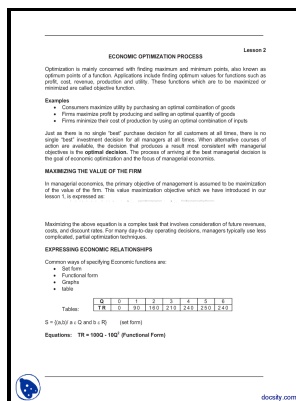 Lesson 2
ECONOMIC OPTIMIZATION PROCESS
Optimization is mainly concerned with finding maximum and minimum points, also known as
optimum points of a function. Applications include finding optimum values for functions such as
profit, cost, revenue, production and utility. These functions which are to be maximized or
minimized are called objective function.
Examples
• Consumers maximize utility by purchasing an optimal combination of goods
• Firms maximize profit by producing and selling an optimal quantity of goods
• Firms minimize their cost of production by using an optimal combination of inputs
Just as there is no single "best" purchase decision for all customers at all times, there is no
single "best" investment decision for all managers at all times. When alternative courses of
action are available, the decision that produces a result most consistent with managerial
objectives is the optimal decision. The process of arriving at the best managerial decision is
the goal of economic optimization and the focus of managerial economics.
MAXIMIZING THE VALUE OF THE FIRM
In managerial economics, the primary objective of management is assumed to be maximization
of the value of the firm. This value maximization objective which we have introduced in our
lesson 1, is expressed as:
Maximizing the above equation is a complex task that involves consideration of future revenues,
costs, and discount rates. For many day-to-day operating decisions, managers typically use less
complicated, partial optimization techniques.
EXPRESSING ECONOMIC RELATIONSHIPS
Common ways of specifying Economic functions are:
• Set form
• Functional form
• Graphs
• table
Q 0 1 2 3 4 5 6
Tables: TR 0 90 160 210 240 250 240
S = {(a,b)/ a ε Q and b ε R} (set form)
Equations: TR = 100Q - 10Q² (Functional Form)
docsity.com